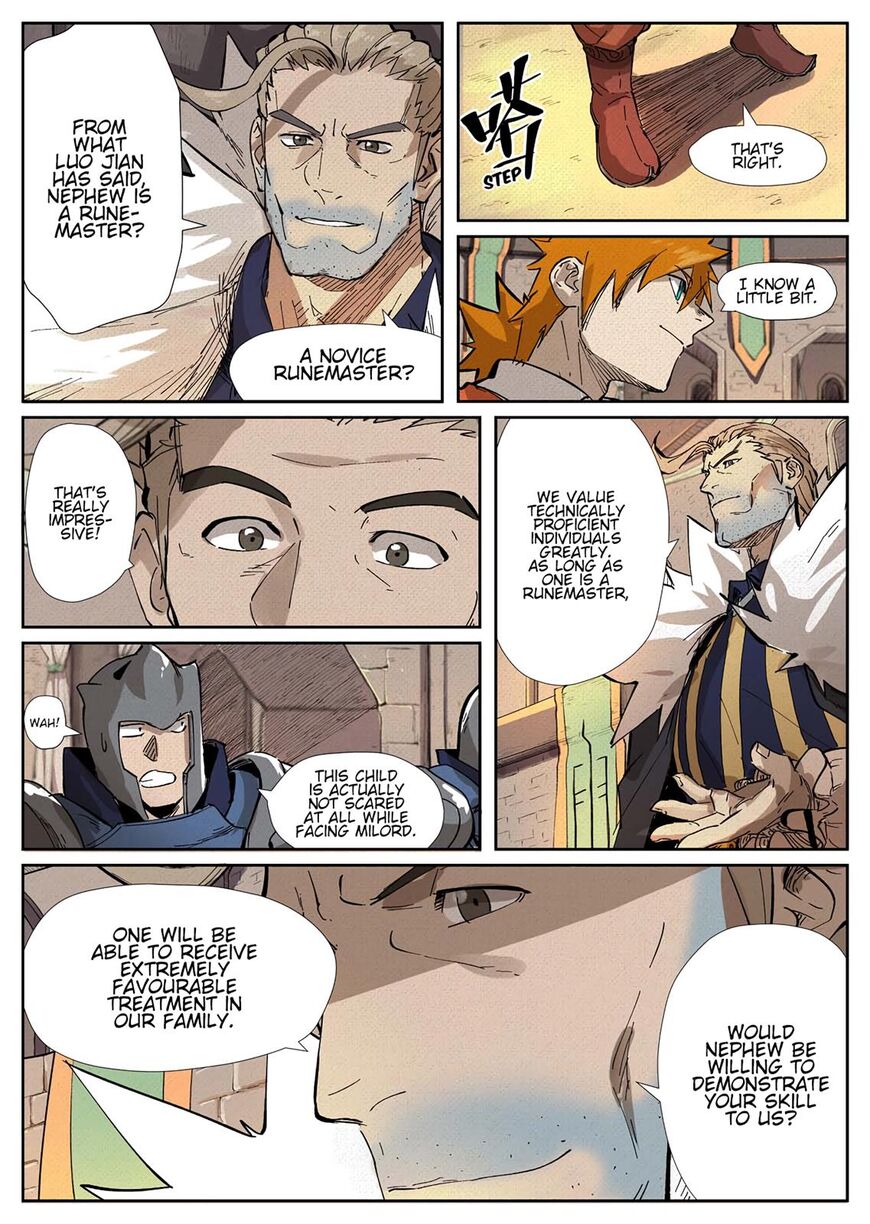 FROM
WHAT
LUO JIAN
HAS SAID,
NEPHEW IS
A RUNE-
MASTER?
A NOVICE
RUNEMASTER?
嗒
STEP
THAT'S
RIGHT.
I KNOW A
LITTLE BIT.
THAT'S
REALLY
IMPRES-
SIVE!
WE VALUE
TECHNICALLY
PROFICIENT
INDIVIDUALS
GREATLY.
AS LONG AS
ONE IS A
RUNEMASTER,
WAH!
THIS CHILD
IS ACTUALLY
NOT SCARED
AT ALL WHILE
FACING MILORD.
ONE WILL BE
ABLE TO RECEIVE
EXTREMELY
FAVOURABLE
TREATMENT IN
OUR FAMILY.
WOULD
NEPHEW BE
WILLING TO
DEMONSTRATE
YOUR SKILL
TO US?